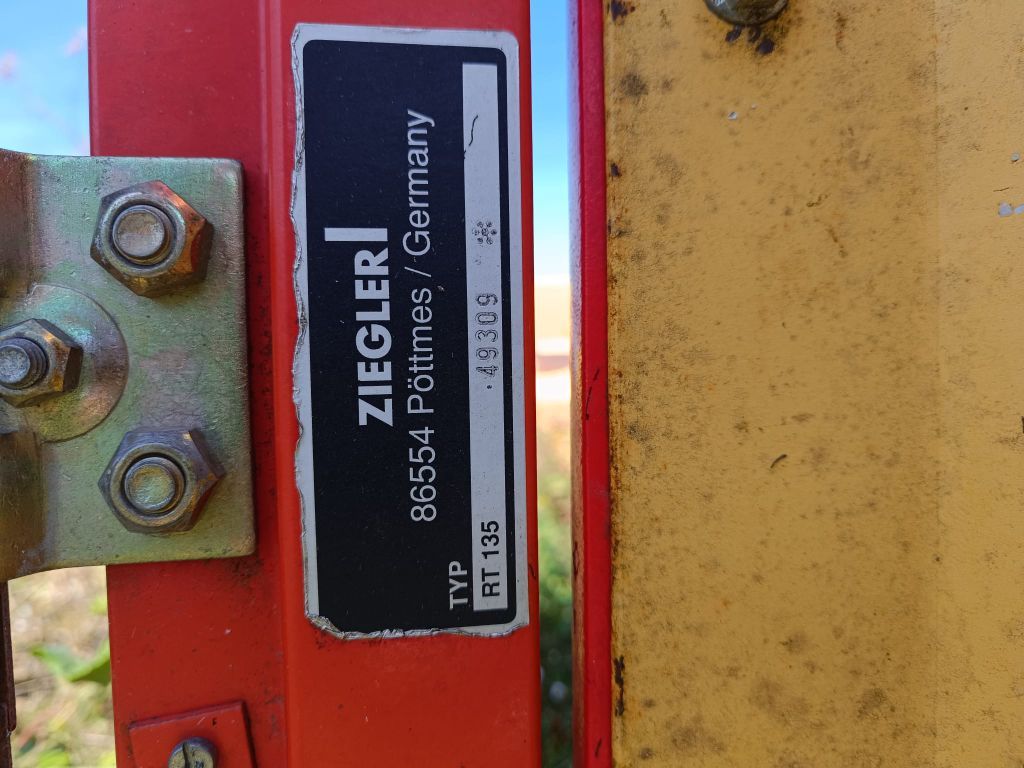 ZIEGLER
86554 Pöttmes / Germany
TYP
RT 135 49309